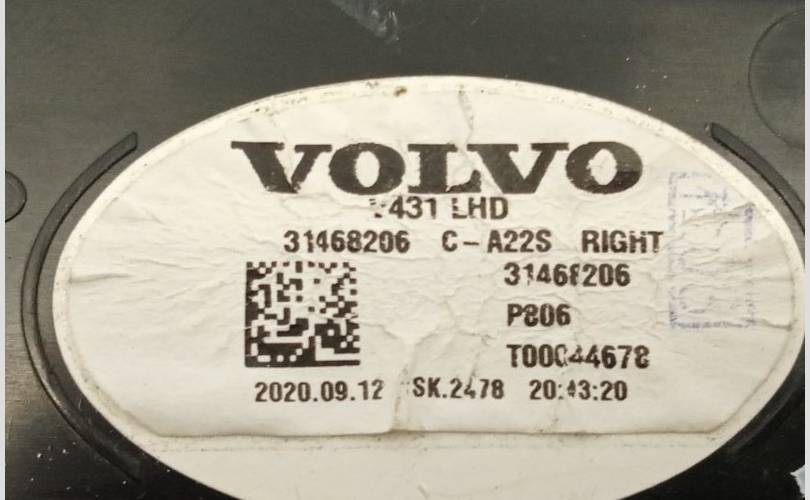 VOLVO
V431 LHD
31468206 C-A22S RIGHT
31468206
P806
T00044678
2020.09.12 SK.2478 20:43:20